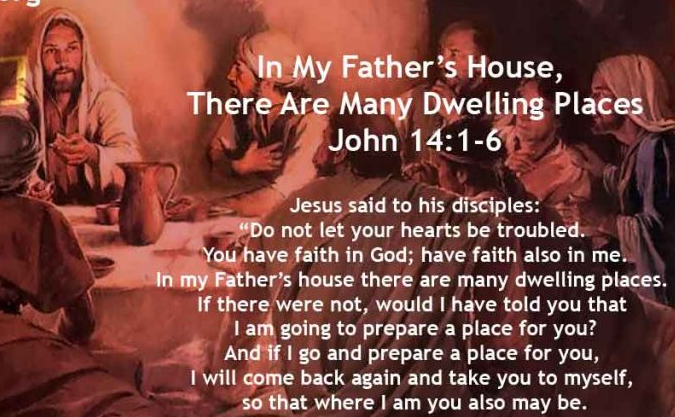 In My Father's House,
There Are Many Dwelling Places
John 14:1-6
Jesus said to his disciples:
“Do not let your hearts be troubled.
You have faith in God; have faith also in me.
In my Father's house there are many dwelling places.
If there were not, would I have told you that
I am going to prepare a place for you?
And if I go and prepare a place for you,
I will come back again and take you to myself,
so that where I am you also may be.